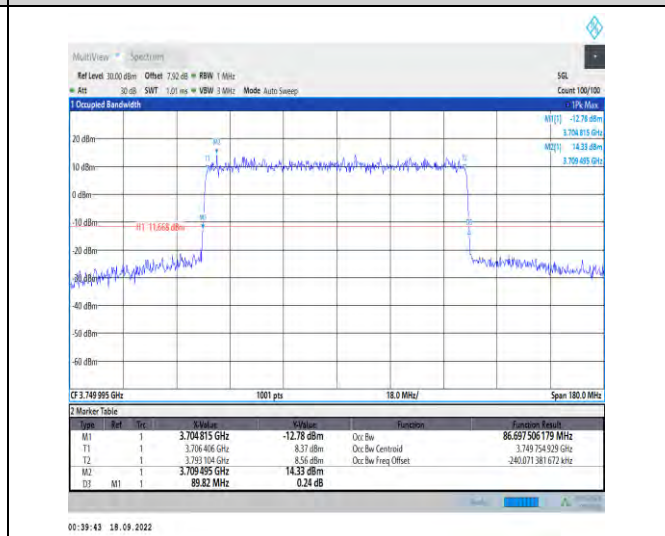 MultiView Spectrum
Ref Level 30.00 dBm Offset 7.92 dB RBW 1 MHz SGL
Att 30 dB SWT 1.01 ms VBW 3 MHz Mode Auto Sweep Count 100/100
1 Occupied Bandwidth 1Pk Max
M1[1] -12.78 dBm
3.704 815 GHz
M2[1] 14.33 dBm
3.709 495 GHz
20 dBm
M2
T1 T2
10 dBm
0 dBm
M1
-10 dBm
H1 -11.668 dBm
-20 dBm
-30 dBm
-40 dBm
-50 dBm
-60 dBm
CF 3.749 995 GHz 1001 pts 18.0 MHz/ Span 180.0 MHz
2 Marker Table
Type Ref Trc X-Value Y-Value Function Function Result
M1 1 3.704 815 GHz -12.78 dBm Occ Bw 86.697 506 179 MHz
T1 1 3.706 406 GHz 8.37 dBm Occ Bw Centroid 3.749 754 929 GHz
T2 1 3.793 104 GHz 8.56 dBm Occ Bw Freq Offset -240.071 381 672 kHz
M2 1 3.709 495 GHz 14.33 dBm
D3 M1 1 89.82 MHz 0.24 dB
00:39:43 18.09.2022